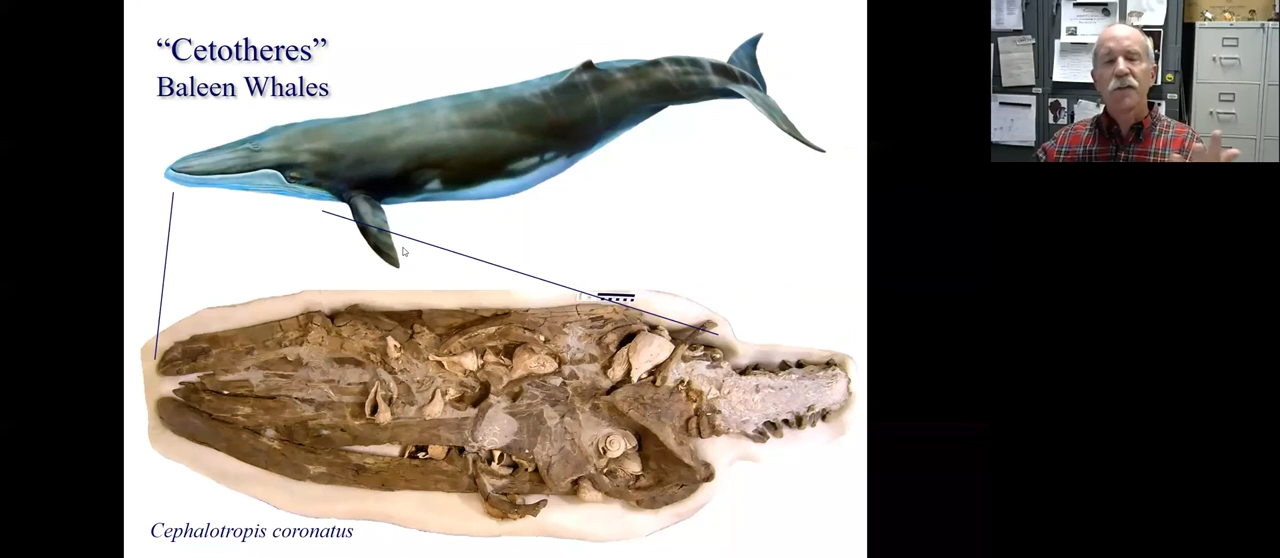 “Cetotheres”
Baleen Whales
Cephalotropis coronatus